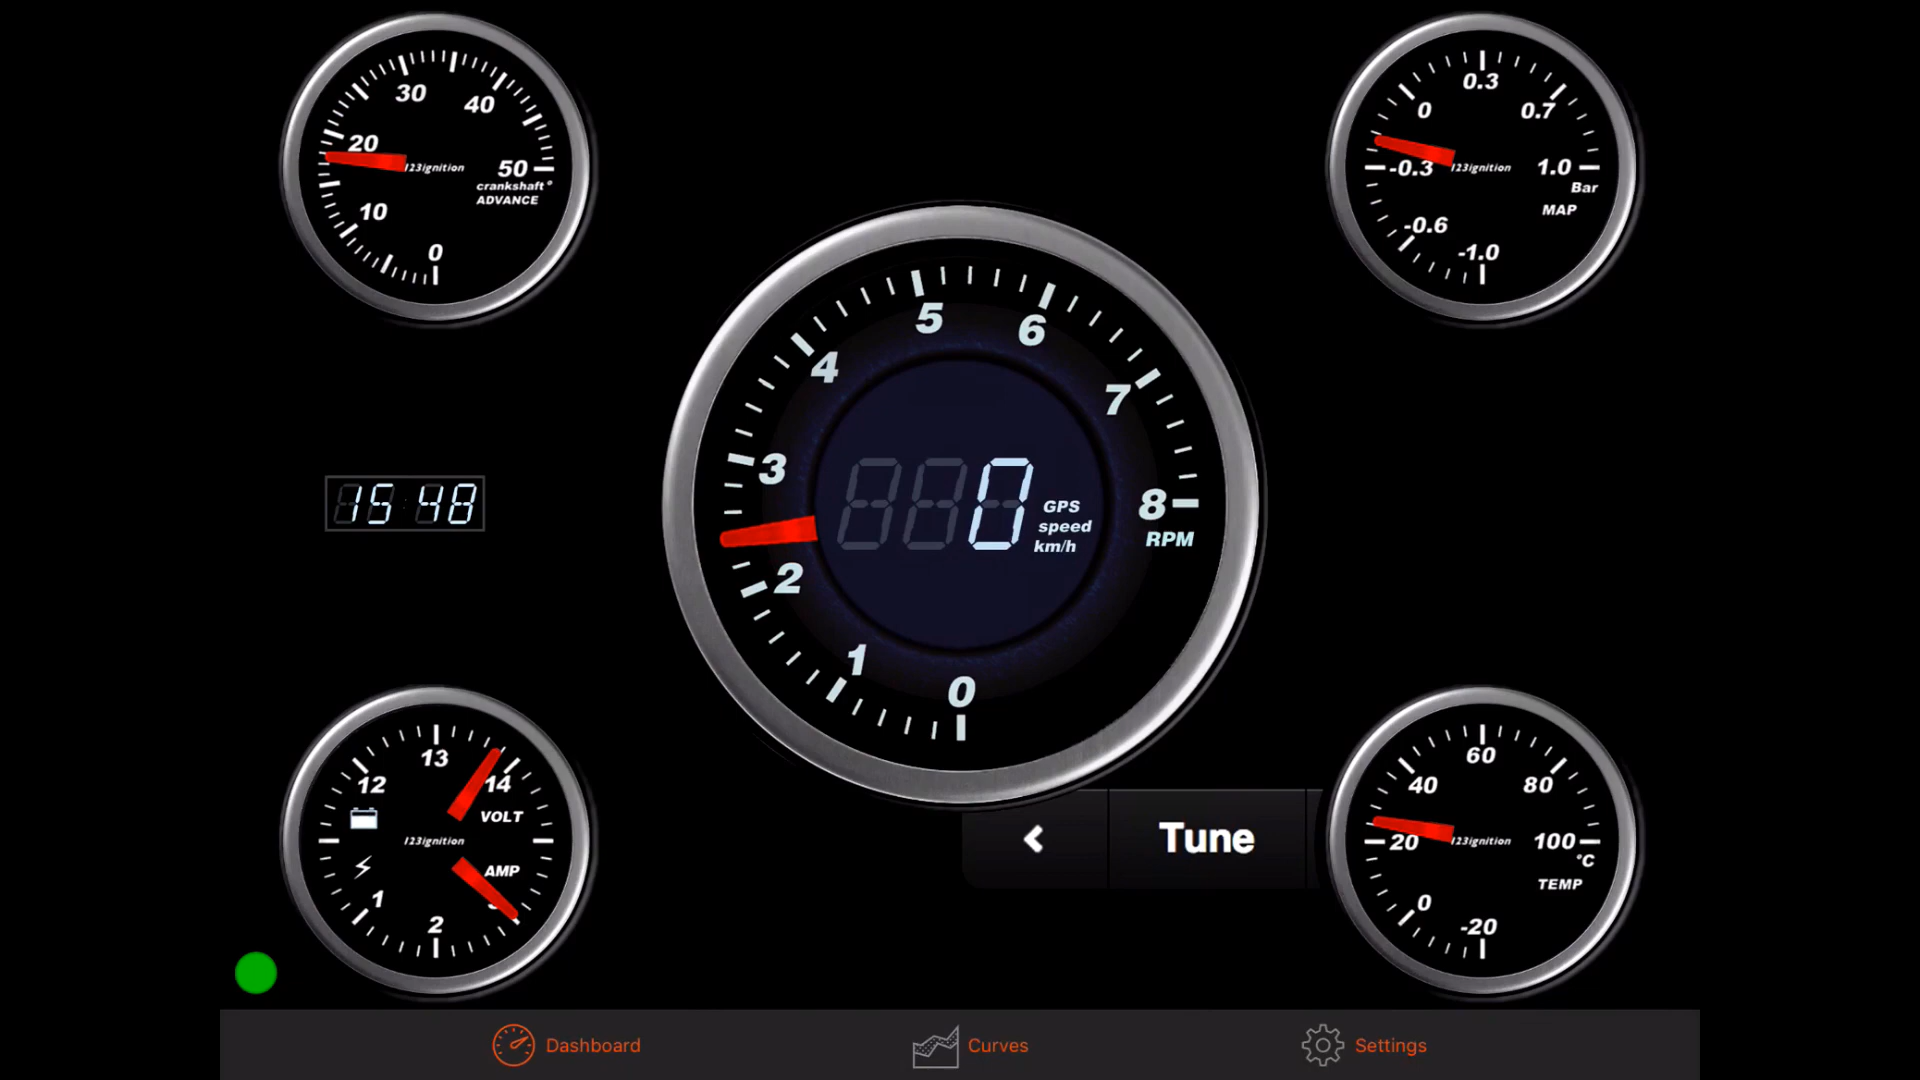 30
40
20
123ignition
50
crankshaft°
ADVANCE
10
0
0.3
0
0.7
-0.3
123ignition
1.0
Bar
MAP
-0.6
-1.0
5
6
4
7
3
0
GPS
speed
km/h
8
RPM
2
1
0
15:48
13
12
14
VOLT
123ignition
AMP
1
2
60
40
80
20
123ignition
100
°C
TEMP
0
-20
Tune
Dashboard
Curves
Settings